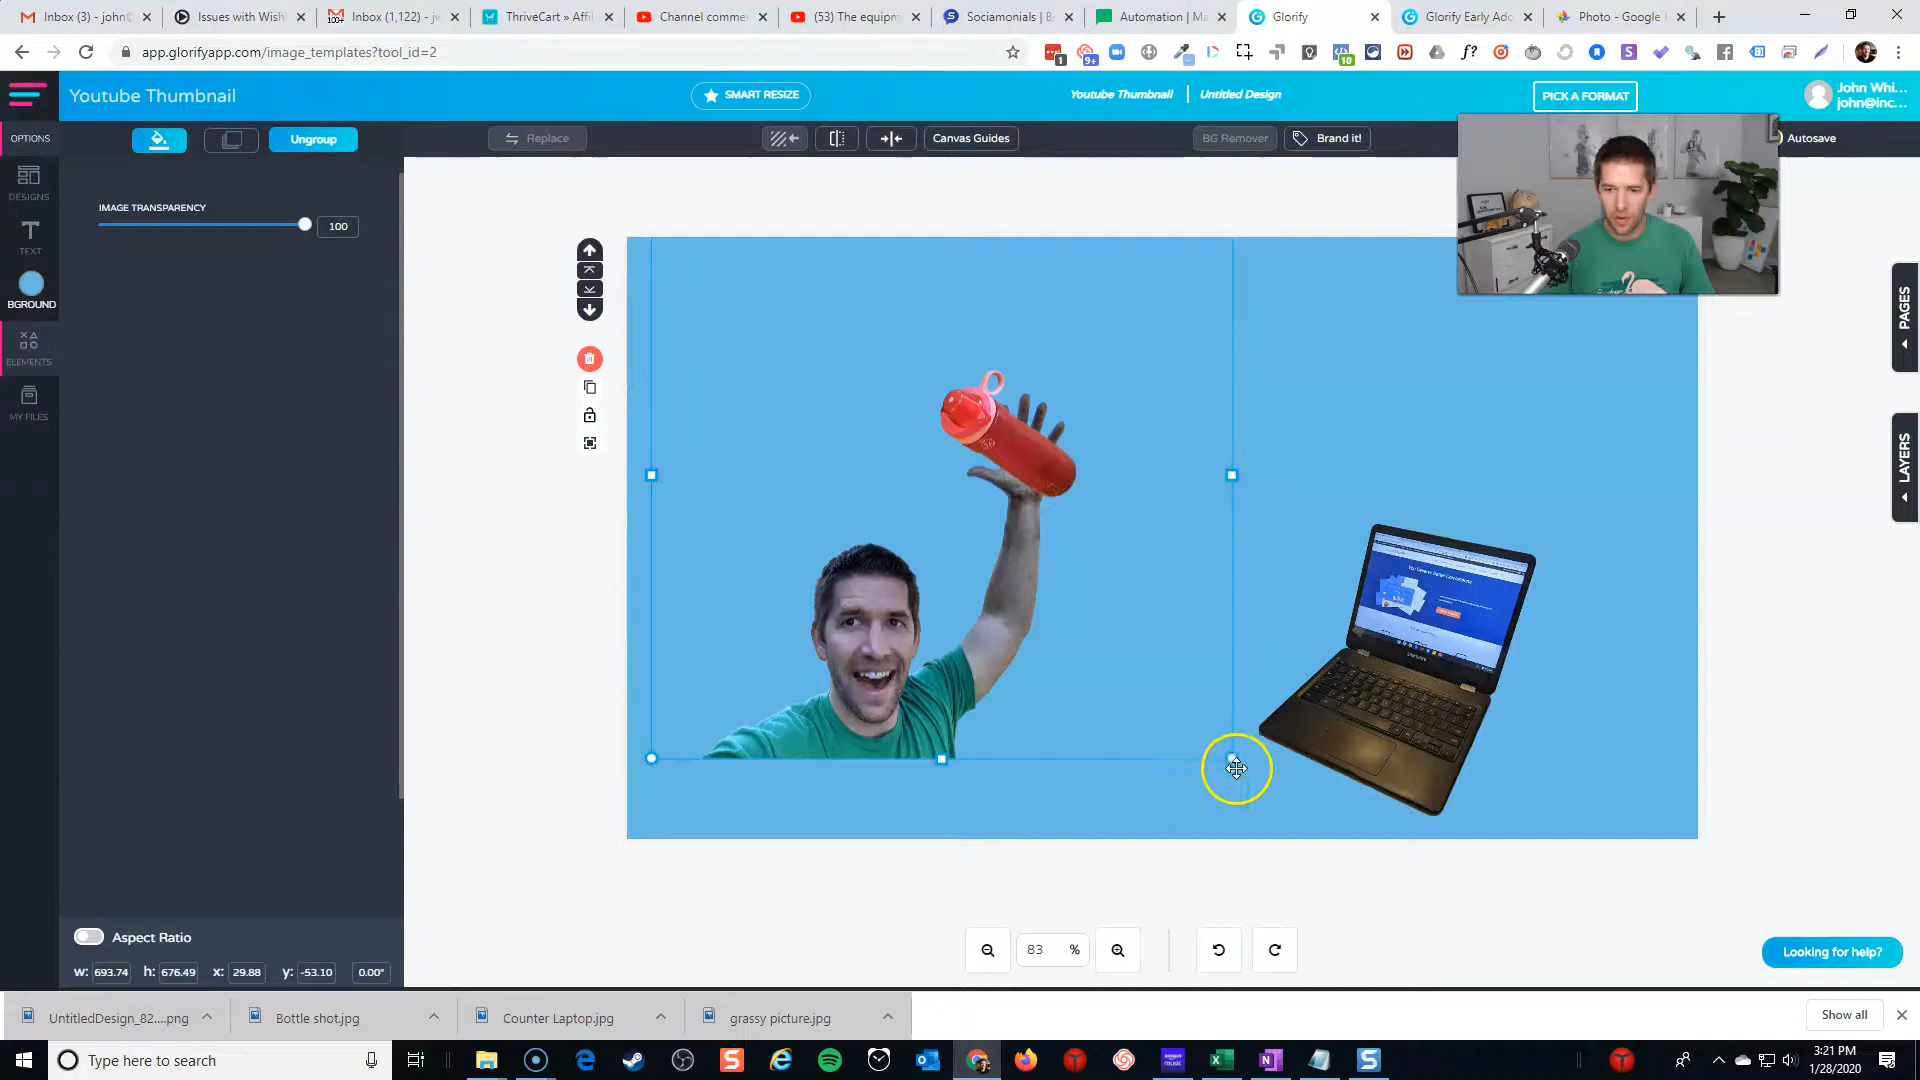 Inbox (3) - john@
Issues with Wish
Inbox (1,122) - j
ThriveCart » Affil
Channel comme
(53) The equipm
Sociamonials | B
Automation | Ma
Glorify
Glorify Early Ado
Photo - Google
app.glorifyapp.com/image_templates?tool_id=2
Youtube Thumbnail
SMART RESIZE
Youtube Thumbnail
Untitled Design
PICK A FORMAT
John Whi...
john@inc...
OPTIONS
Ungroup
Replace
Canvas Guides
BG Remover
Brand it!
Autosave
DESIGNS
IMAGE TRANSPARENCY
100
TEXT
BGROUND
ELEMENTS
MY FILES
PAGES
LAYERS
Aspect Ratio
w: 693.74 h: 676.49 x: 29.88 y: -53.10 0.00°
83 %
Looking for help?
UntitledDesign_82....png
Bottle shot.jpg
Counter Laptop.jpg
grassy picture.jpg
Show all
Type here to search
3:21 PM
1/28/2020